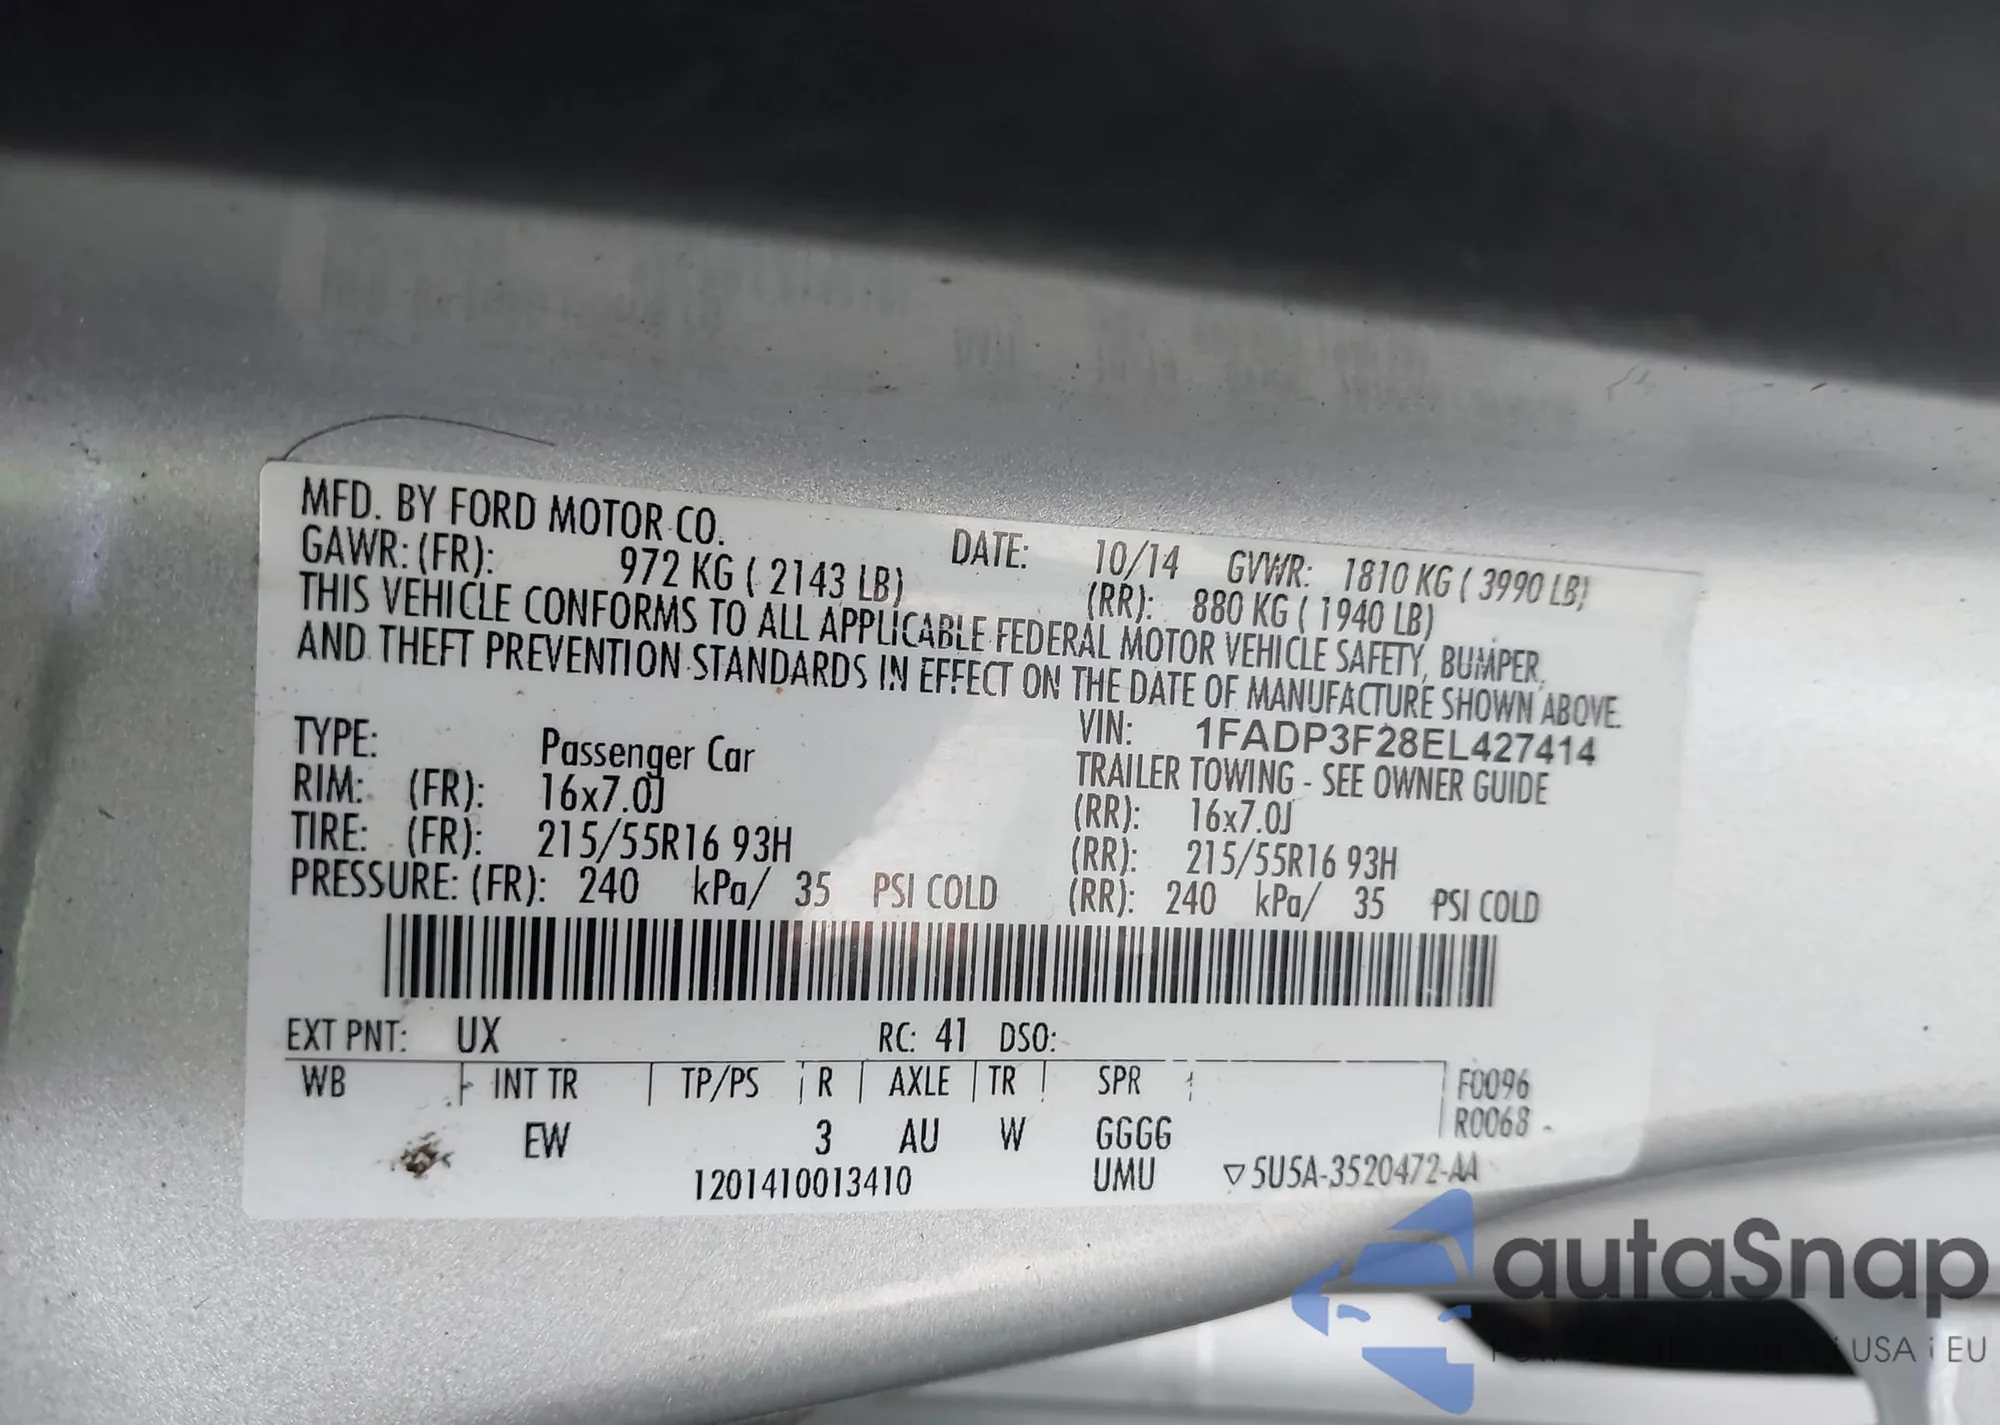 MFD. BY FORD MOTOR CO. DATE: 10/14 GVWR: 1810 KG ( 3990 LB)
GAWR: (FR): 972 KG ( 2143 LB) (RR): 880 KG ( 1940 LB)
THIS VEHICLE CONFORMS TO ALL APPLICABLE FEDERAL MOTOR VEHICLE SAFETY, BUMPER,
AND THEFT PREVENTION STANDARDS IN EFFECT ON THE DATE OF MANUFACTURE SHOWN ABOVE.
VIN: 1FADP3F28EL427414
TYPE: Passenger Car TRAILER TOWING - SEE OWNER GUIDE
RIM: (FR): 16x7.0J (RR): 16x7.0J
TIRE: (FR): 215/55R16 93H (RR): 215/55R16 93H
PRESSURE: (FR): 240 kPa/ 35 PSI COLD (RR): 240 kPa/ 35 PSI COLD
EXT PNT: UX RC: 41 DSO:
WB INT TR TP/PS R AXLE TR SPR F0096
R0068
EW 3 AU W GGGG
1201410013410 UMU ▽5U5A-3520472-AA
autaSnap
USA | EU